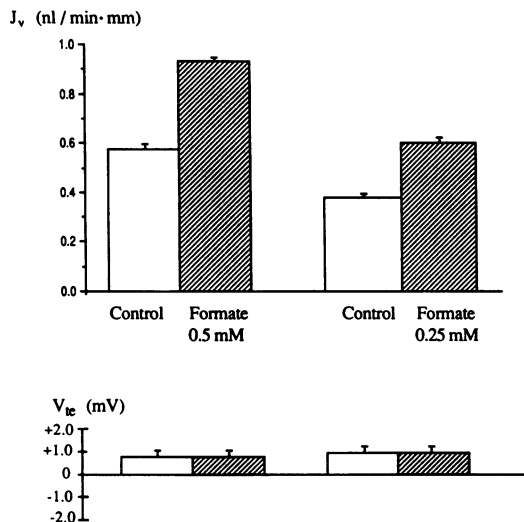 Jv (nl / min· mm)
1.0
0.8
0.6
0.4
0.2
0.0
Control Formate Control Formate
0.5 mM 0.25 mM
Vte (mV)
+2.0
+1.0
0
-1.0
-2.0